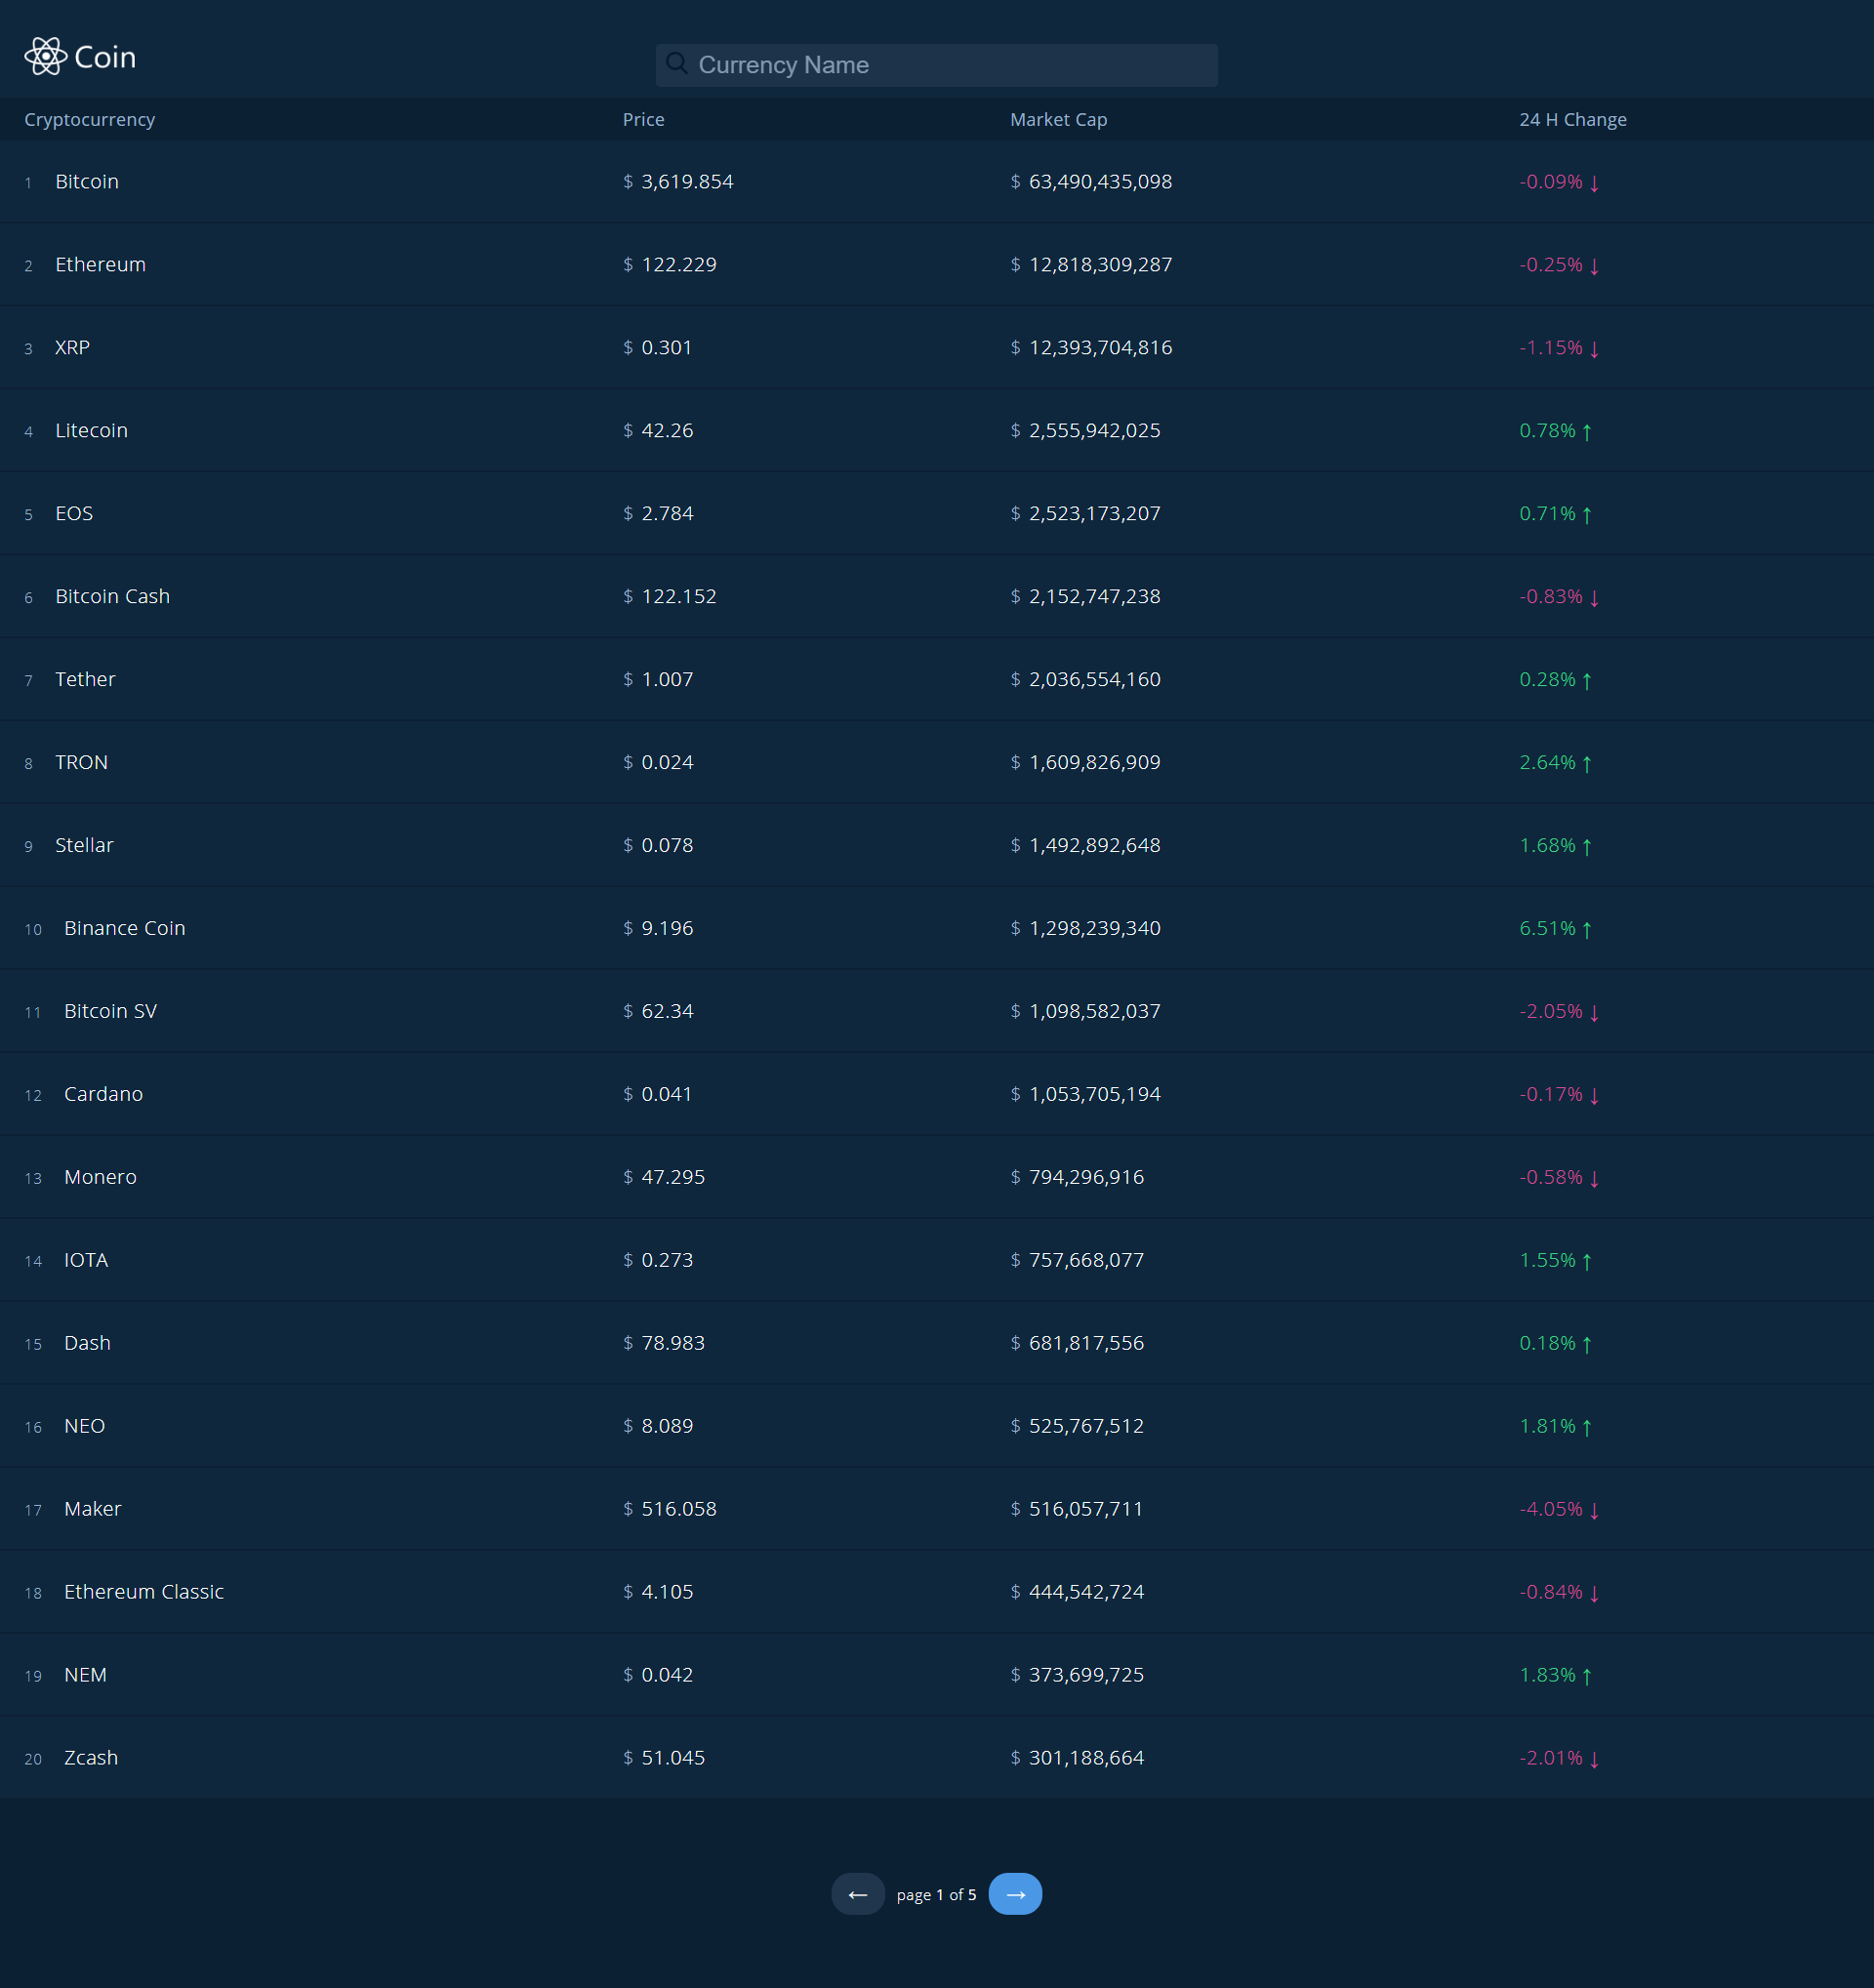 Coin
Currency Name
Cryptocurrency Price Market Cap 24 H Change
1 Bitcoin $ 3,619.854 $ 63,490,435,098 -0.09% ↓
2 Ethereum $ 122.229 $ 12,818,309,287 -0.25% ↓
3 XRP $ 0.301 $ 12,393,704,816 -1.15% ↓
4 Litecoin $ 42.26 $ 2,555,942,025 0.78% ↑
5 EOS $ 2.784 $ 2,523,173,207 0.71% ↑
6 Bitcoin Cash $ 122.152 $ 2,152,747,238 -0.83% ↓
7 Tether $ 1.007 $ 2,036,554,160 0.28% ↑
8 TRON $ 0.024 $ 1,609,826,909 2.64% ↑
9 Stellar $ 0.078 $ 1,492,892,648 1.68% ↑
10 Binance Coin $ 9.196 $ 1,298,239,340 6.51% ↑
11 Bitcoin SV $ 62.34 $ 1,098,582,037 -2.05% ↓
12 Cardano $ 0.041 $ 1,053,705,194 -0.17% ↓
13 Monero $ 47.295 $ 794,296,916 -0.58% ↓
14 IOTA $ 0.273 $ 757,668,077 1.55% ↑
15 Dash $ 78.983 $ 681,817,556 0.18% ↑
16 NEO $ 8.089 $ 525,767,512 1.81% ↑
17 Maker $ 516.058 $ 516,057,711 -4.05% ↓
18 Ethereum Classic $ 4.105 $ 444,542,724 -0.84% ↓
19 NEM $ 0.042 $ 373,699,725 1.83% ↑
20 Zcash $ 51.045 $ 301,188,664 -2.01% ↓
← page 1 of 5 →